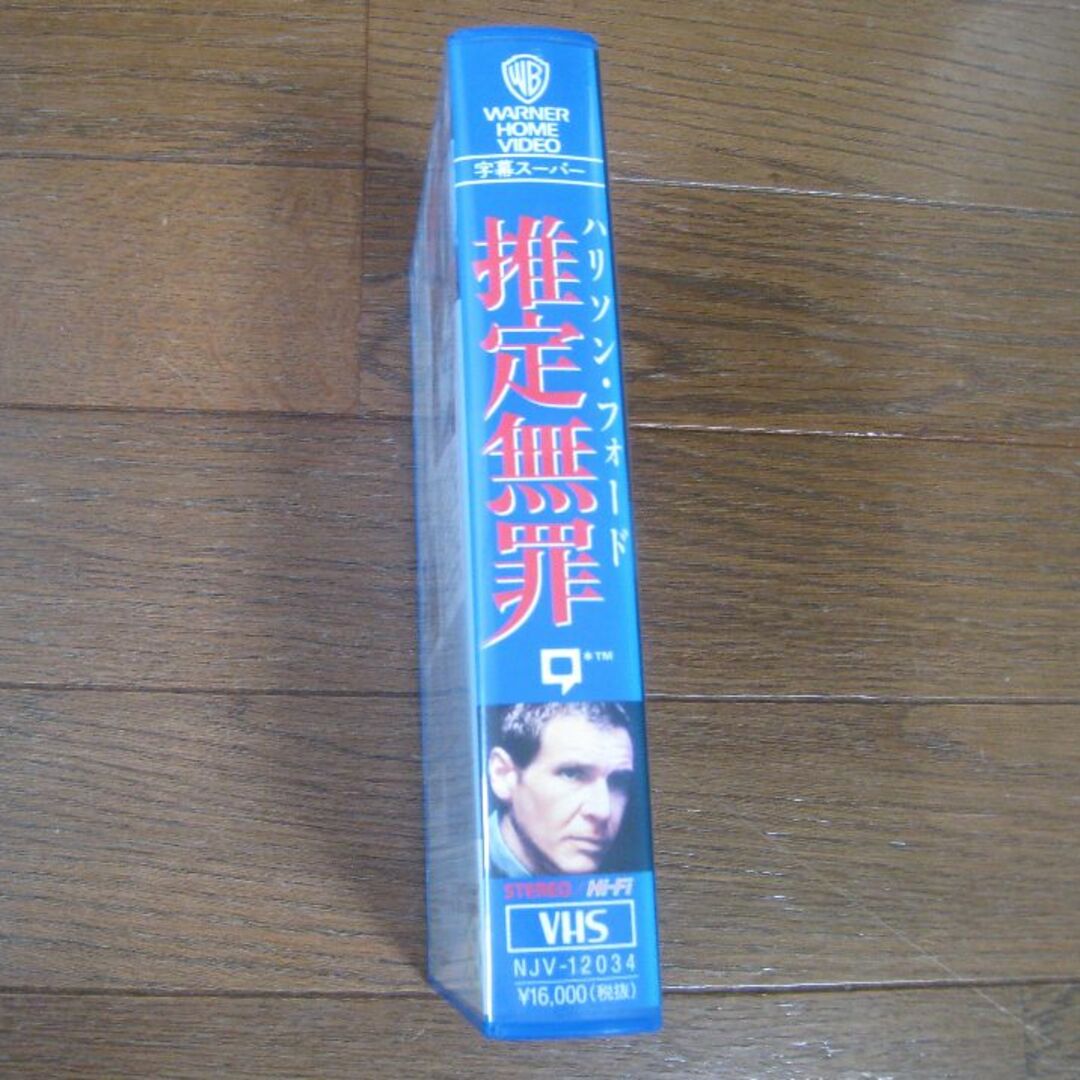 WB
WARNER
HOME
VIDEO
字幕スーパー
ハリソン・フォード
推定無罪
*TM
STEREO / Hi-Fi
VHS
NJV-12034
¥16,000(税抜)